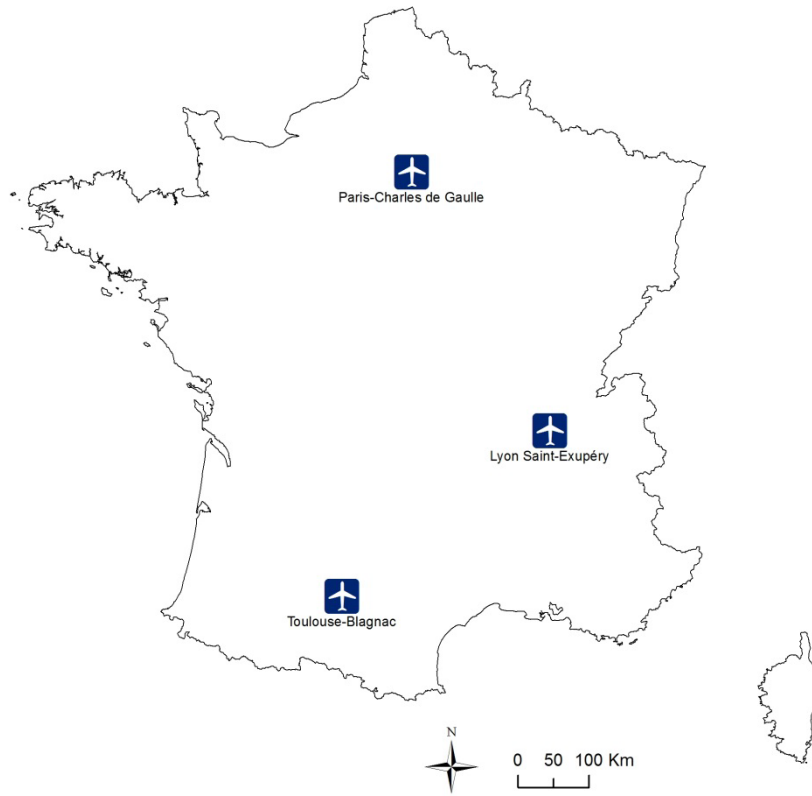 Paris-Charles de Gaulle
Lyon Saint-Exupéry
Toulouse-Blagnac
N
0 50 100 Km